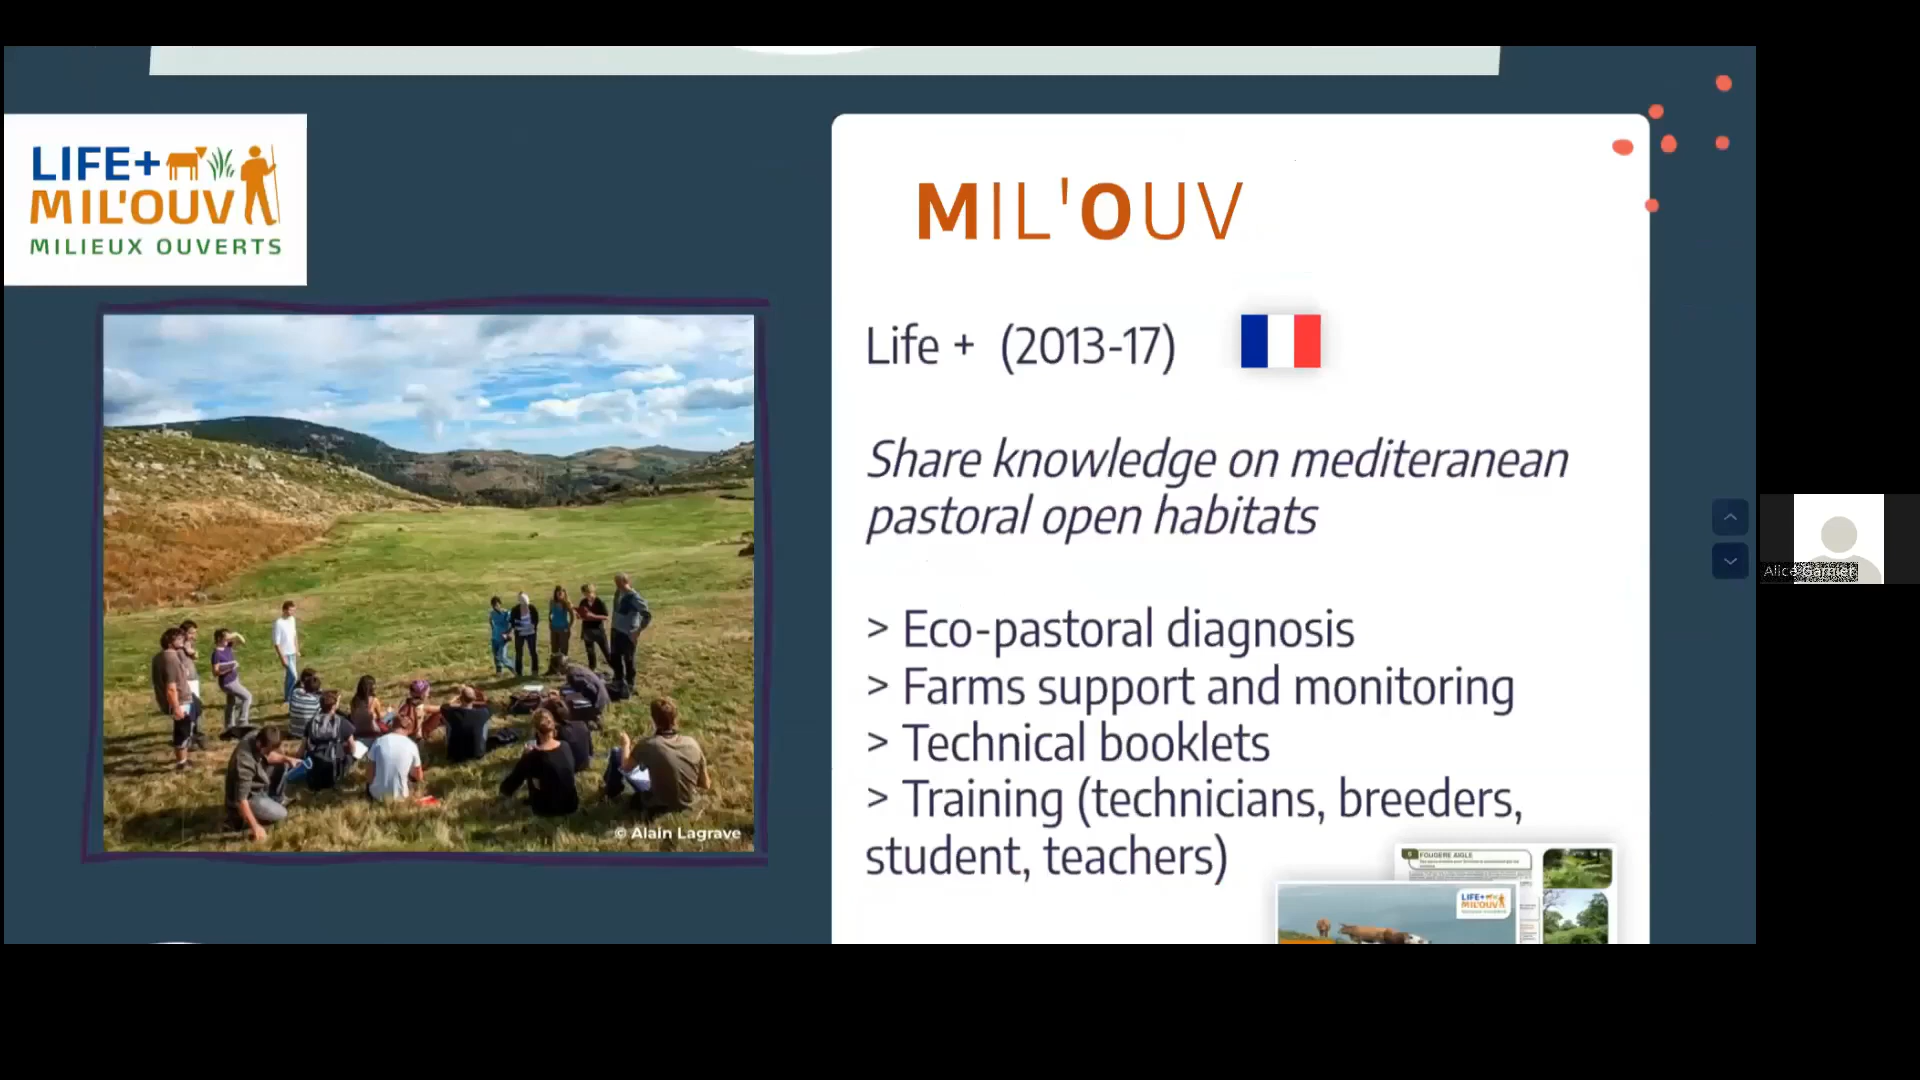 LIFE+
MIL'OUV
MILIEUX OUVERTS
© Alain Lagrave
MIL'OUV
Life + (2013-17)
Share knowledge on mediteranean
pastoral open habitats
> Eco-pastoral diagnosis
> Farms support and monitoring
> Technical booklets
> Training (technicians, breeders,
student, teachers)
FOUGERE AIGLE
LIFE+
MIL'OUV
Alice Garnier